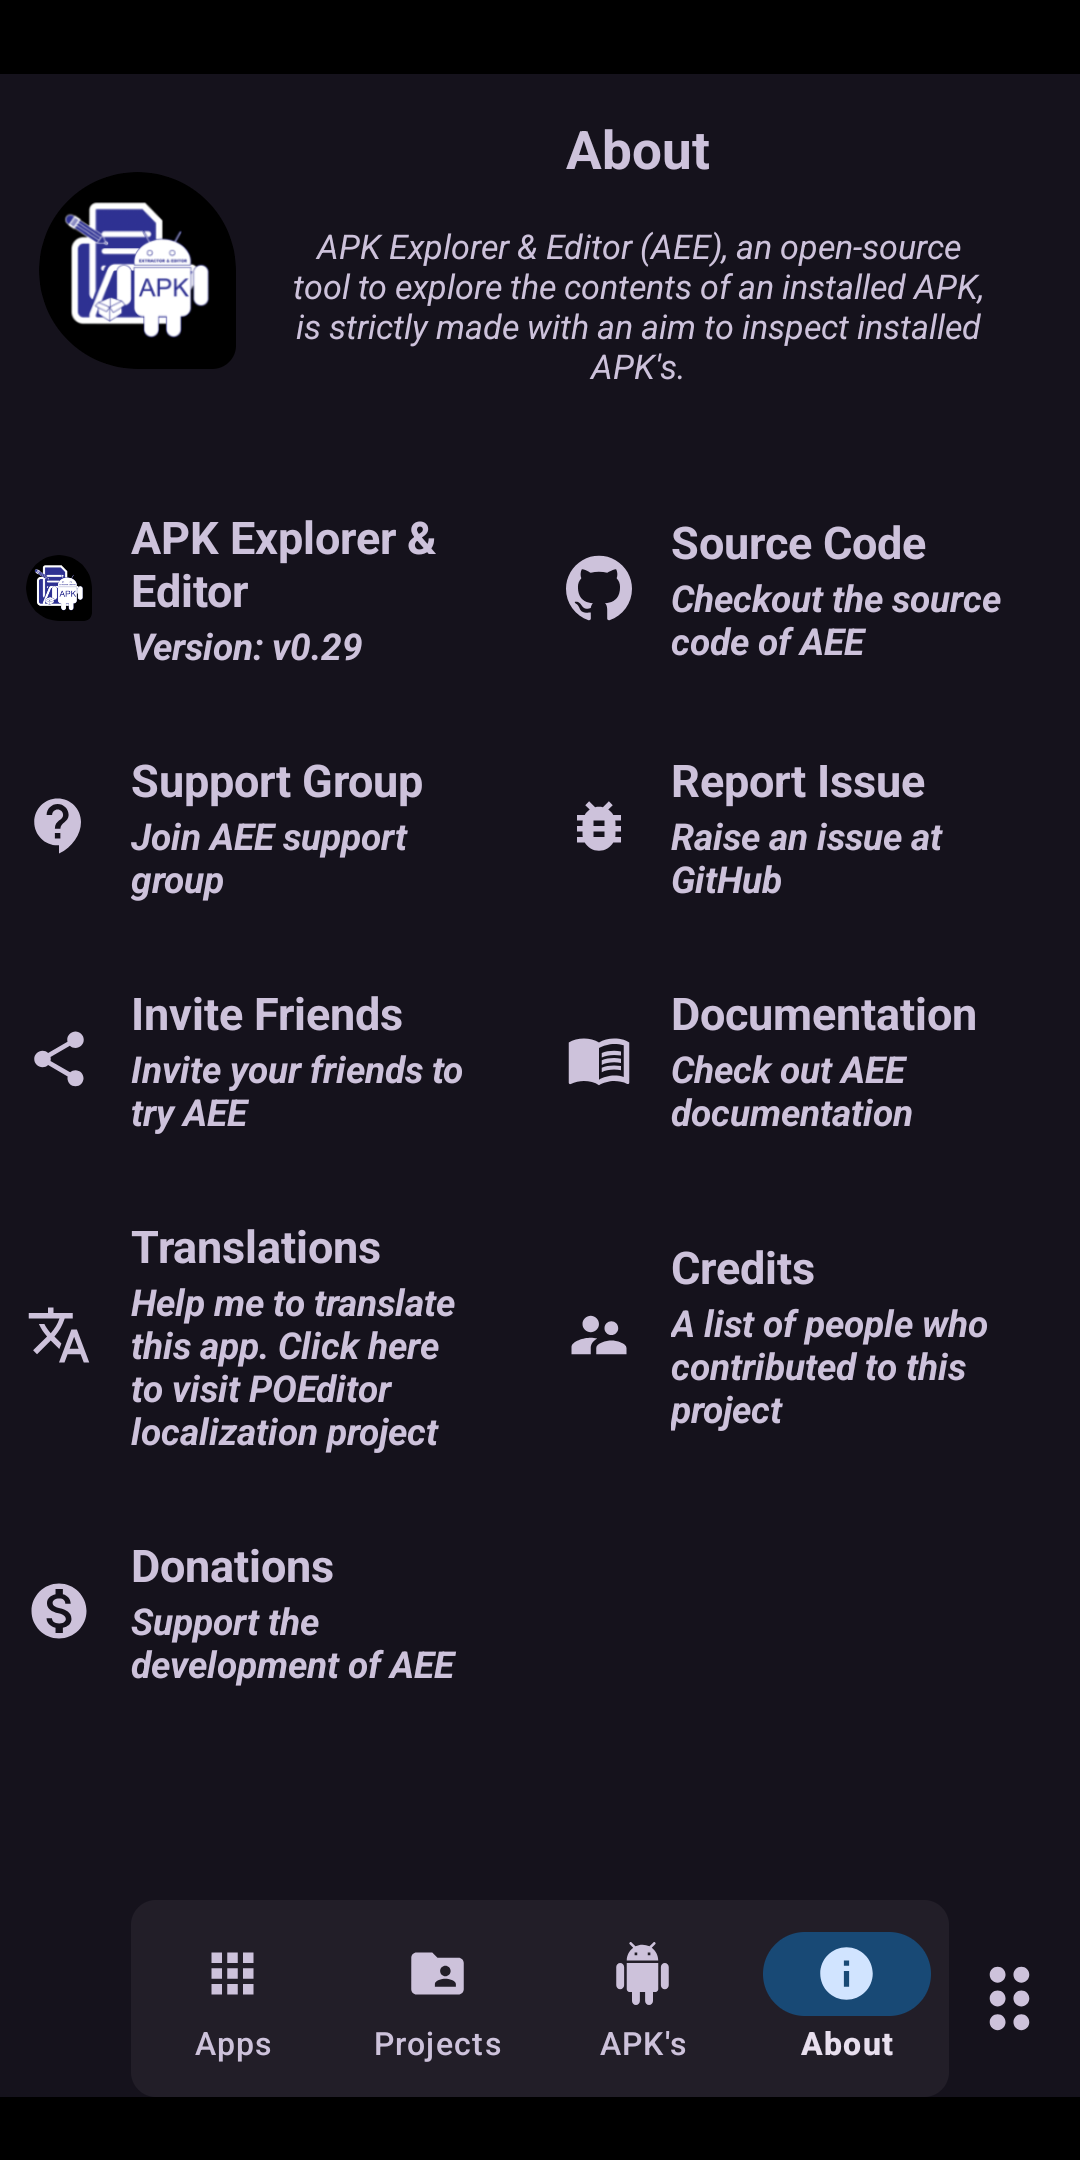 About
APK Explorer & Editor (AEE), an open-source
tool to explore the contents of an installed APK,
is strictly made with an aim to inspect installed
APK's.
APK
APK Explorer &
Editor
Version: v0.29
APK
Source Code
Checkout the source
code of AEE
Support Group
Join AEE support
group
Report Issue
Raise an issue at
GitHub
Invite Friends
Invite your friends to
try AEE
Documentation
Check out AEE
documentation
Translations
Help me to translate
this app. Click here
to visit POEditor
localization project
Credits
A list of people who
contributed to this
project
Donations
Support the
development of AEE
Apps
Projects
APK's
About